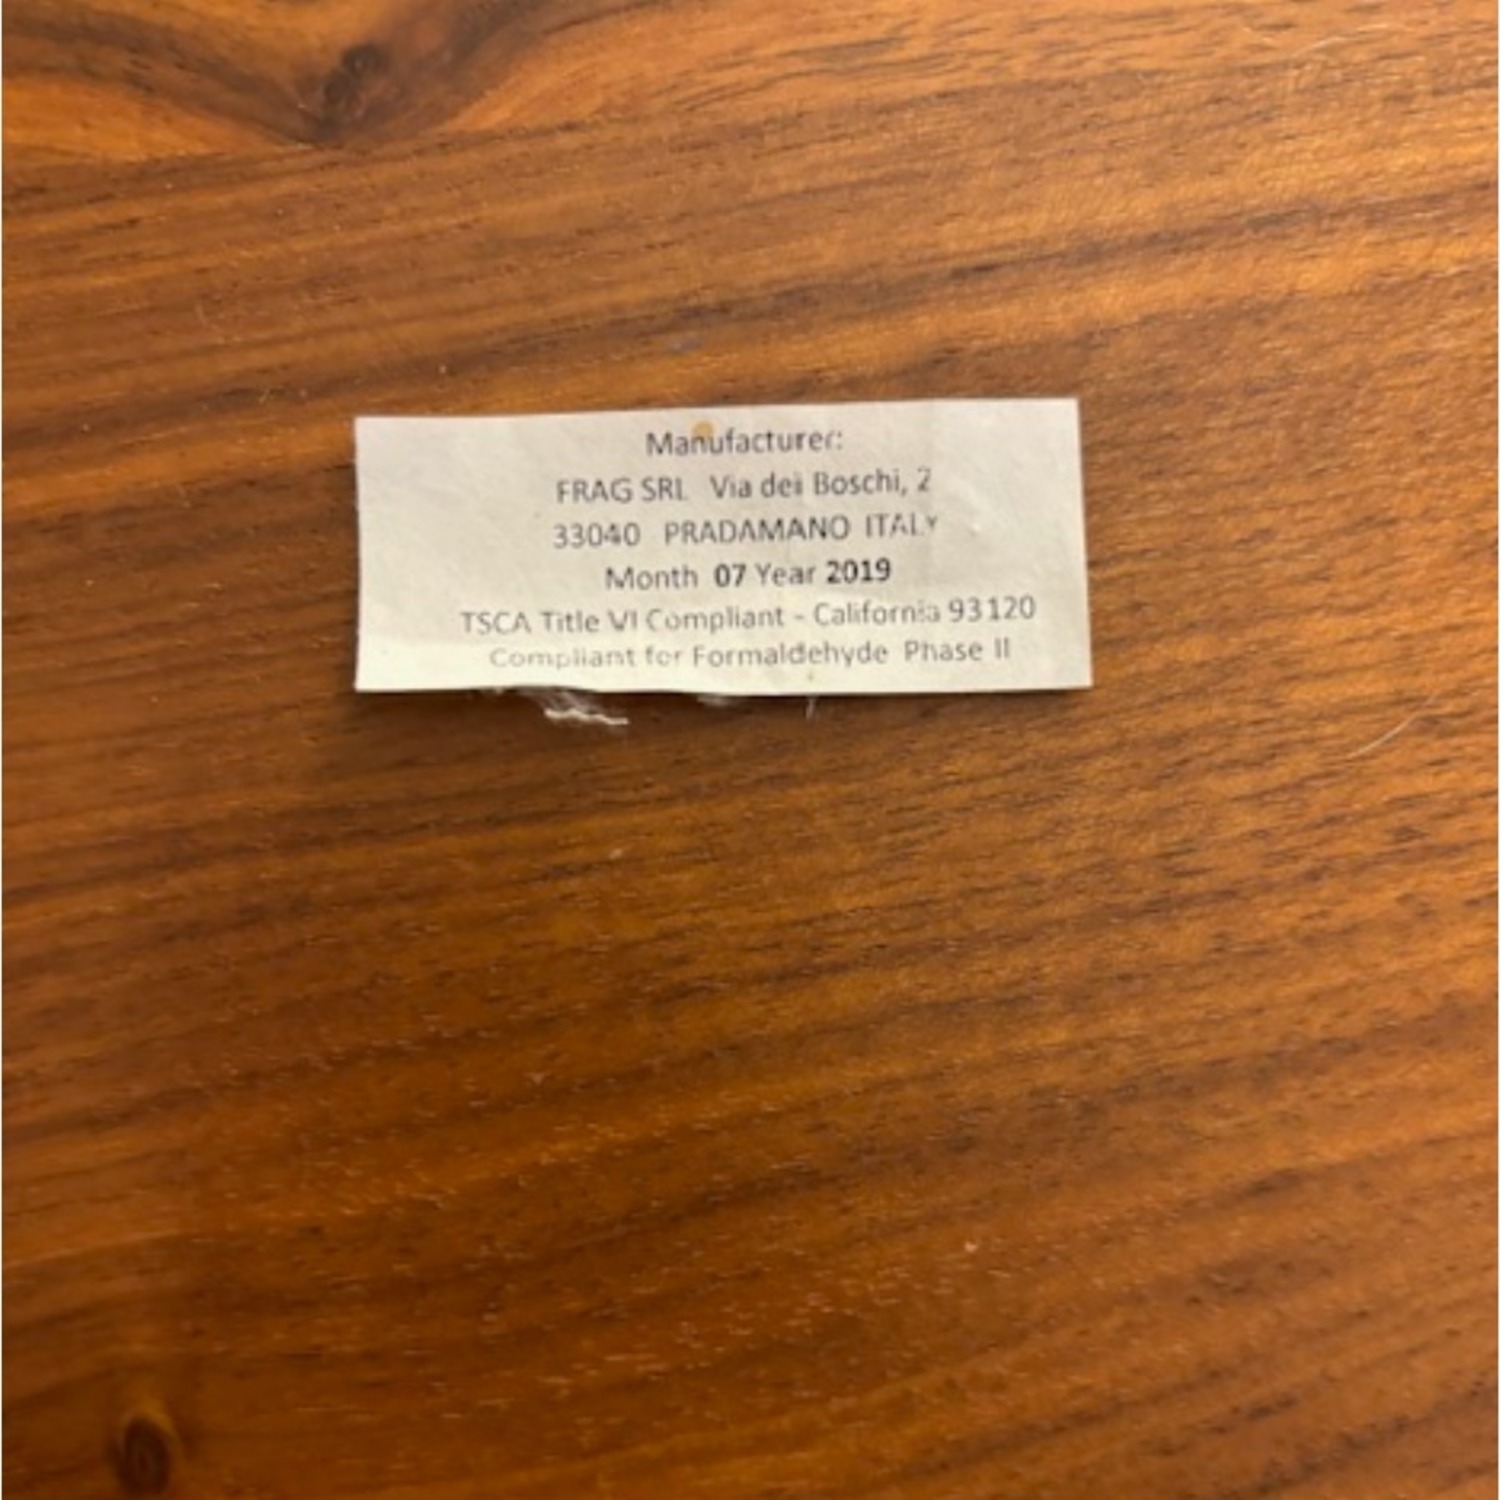 Manufacturer:
FRAG SRL Via dei Boschi, 2
33040 PRADAMANO ITALY
Month 07 Year 2019
TSCA Title VI Compliant - California 93120
Compliant for Formaldehyde Phase II